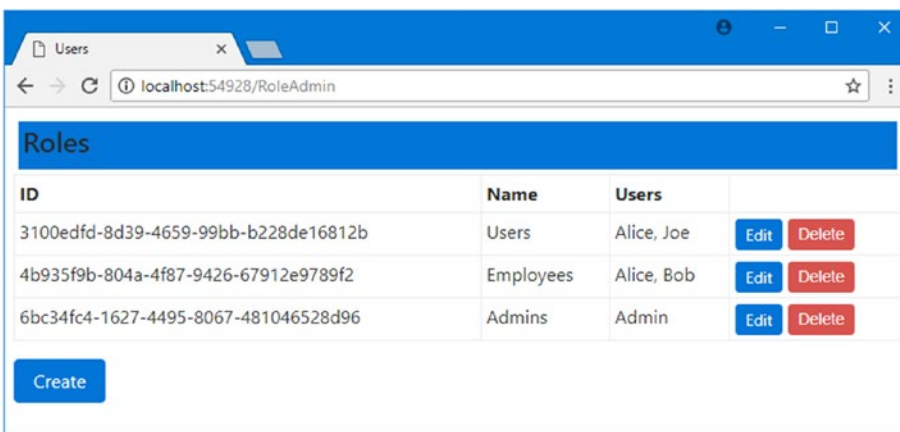 Users
localhost:54928/RoleAdmin
Roles
ID Name Users
3100edfd-8d39-4659-99bb-b228de16812b Users Alice, Joe Edit Delete
4b935f9b-804a-4f87-9426-67912e9789f2 Employees Alice, Bob Edit Delete
6bc34fc4-1627-4495-8067-481046528d96 Admins Admin Edit Delete
Create